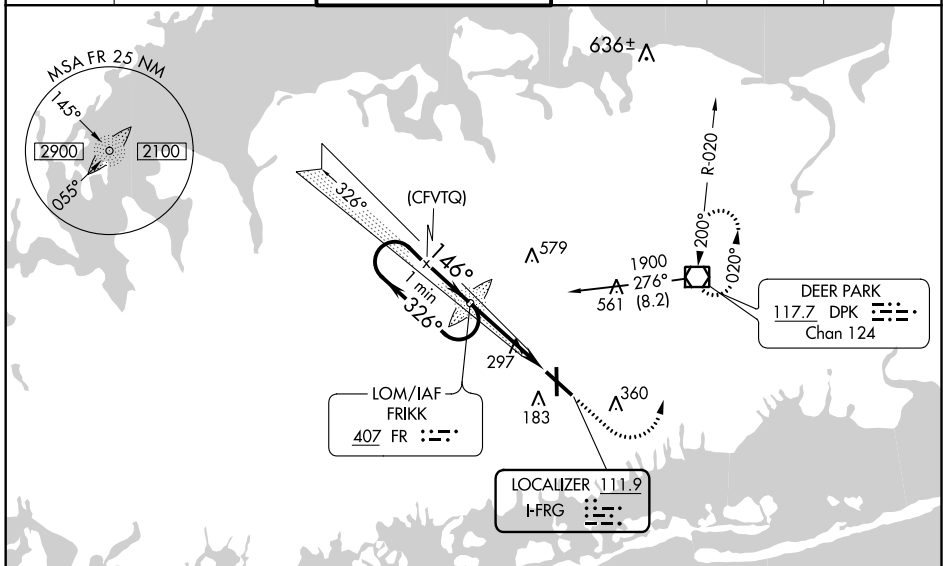 MSA FR 25 NM
145°
2900
2100
055°
636±
R-020
200°
020°
326°
(CFVTQ)
146°
1 min
326°
579
1900
276°
561 (8.2)
DEER PARK
117.7 DPK
Chan 124
297
LOM/IAF
FRIKK
407 FR
183
360
LOCALIZER 111.9
I-FRG